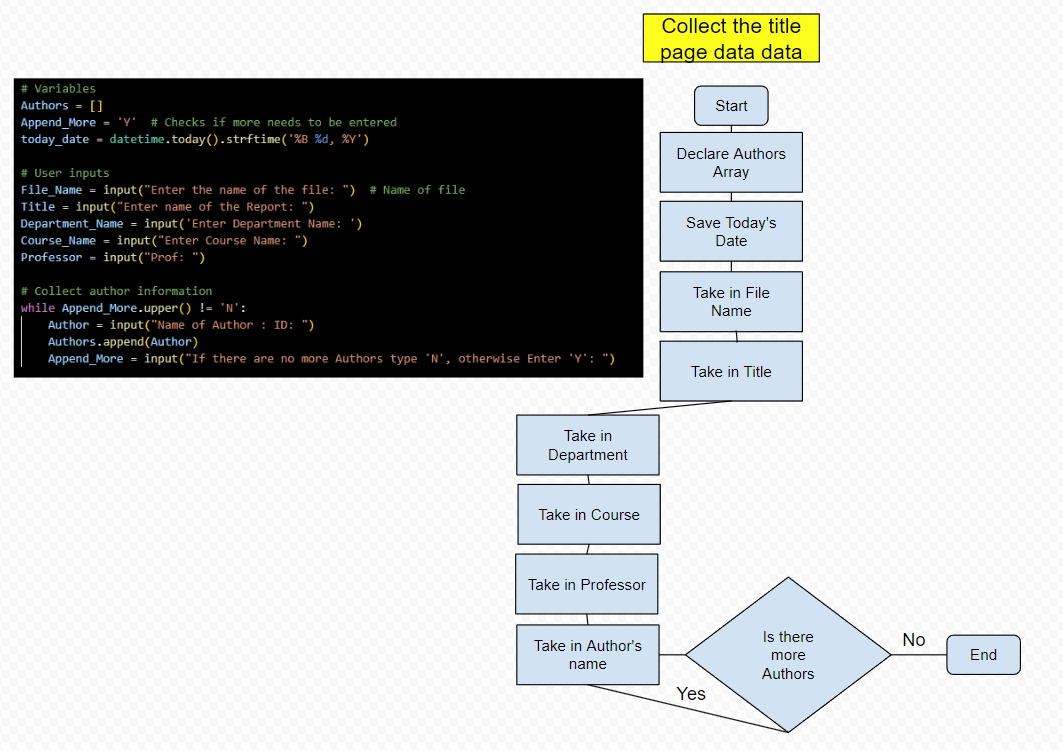 Collect the title
page data data
# Variables
Authors = []
Append_More = 'Y'  # Checks if more needs to be entered
today_date = datetime.today().strftime('%B %d, %Y')
# User inputs
File_Name = input("Enter the name of the file: ")  # Name of file
Title = input("Enter name of the Report: ")
Department_Name = input('Enter Department Name: ')
Course_Name = input("Enter Course Name: ")
Professor = input("Prof: ")
# Collect author information
while Append_More.upper() != 'N':
    Author = input("Name of Author : ID: ")
    Authors.append(Author)
    Append_More = input("If there are no more Authors type 'N', otherwise Enter 'Y': ")
Start
Declare Authors
Array
Save Today's
Date
Take in File
Name
Take in Title
Take in
Department
Take in Course
Take in Professor
Take in Author's
name
Is there
more
Authors
Yes
No
End